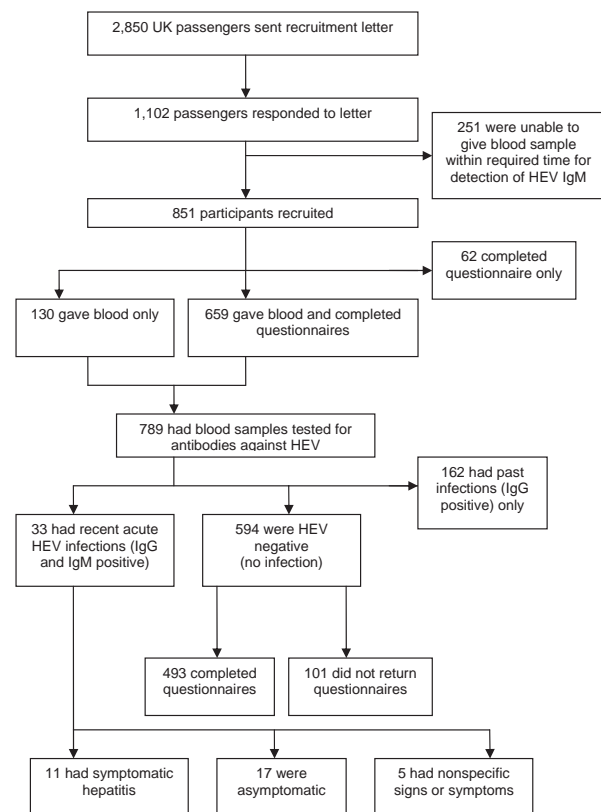 2,850 UK passengers sent recruitment letter
1,102 passengers responded to letter
251 were unable to
give blood sample
within required time for
detection of HEV IgM
851 participants recruited
62 completed
questionnaire only
130 gave blood only
659 gave blood and completed
questionnaires
789 had blood samples tested for
antibodies against HEV
162 had past
infections (IgG
positive) only
33 had recent acute
HEV infections (IgG
and IgM positive)
594 were HEV
negative
(no infection)
493 completed
questionnaires
101 did not return
questionnaires
11 had symptomatic
hepatitis
17 were
asymptomatic
5 had nonspecific
signs or symptoms